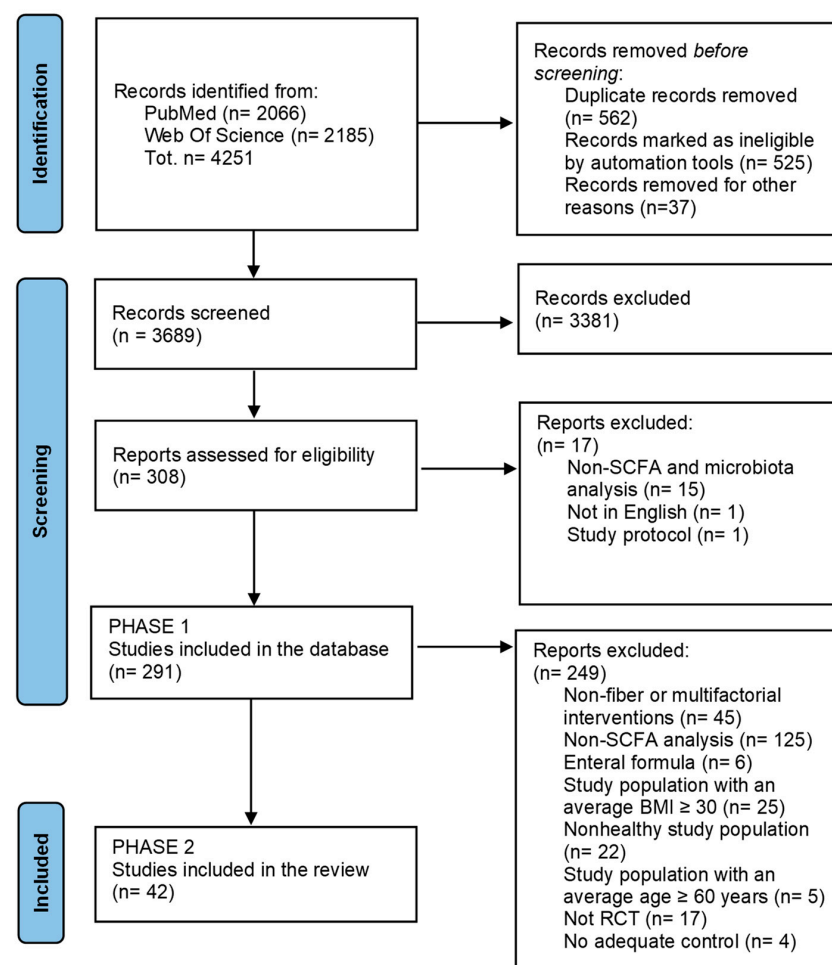 Identification
Records identified from:
PubMed (n= 2066)
Web Of Science (n= 2185)
Tot. n= 4251
Records removed before
screening:
Duplicate records removed
(n= 562)
Records marked as ineligible
by automation tools (n= 525)
Records removed for other
reasons (n=37)
Screening
Records screened
(n = 3689)
Records excluded
(n= 3381)
Reports assessed for eligibility
(n= 308)
Reports excluded:
(n= 17)
Non-SCFA and microbiota
analysis (n= 15)
Not in English (n= 1)
Study protocol (n= 1)
PHASE 1
Studies included in the database
(n= 291)
Reports excluded:
(n= 249)
Non-fiber or multifactorial
interventions (n= 45)
Non-SCFA analysis (n= 125)
Enteral formula (n= 6)
Study population with an
average BMI ≥ 30 (n= 25)
Nonhealthy study population
(n= 22)
Study population with an
average age ≥ 60 years (n= 5)
Not RCT (n= 17)
No adequate control (n= 4)
Included
PHASE 2
Studies included in the review
(n= 42)